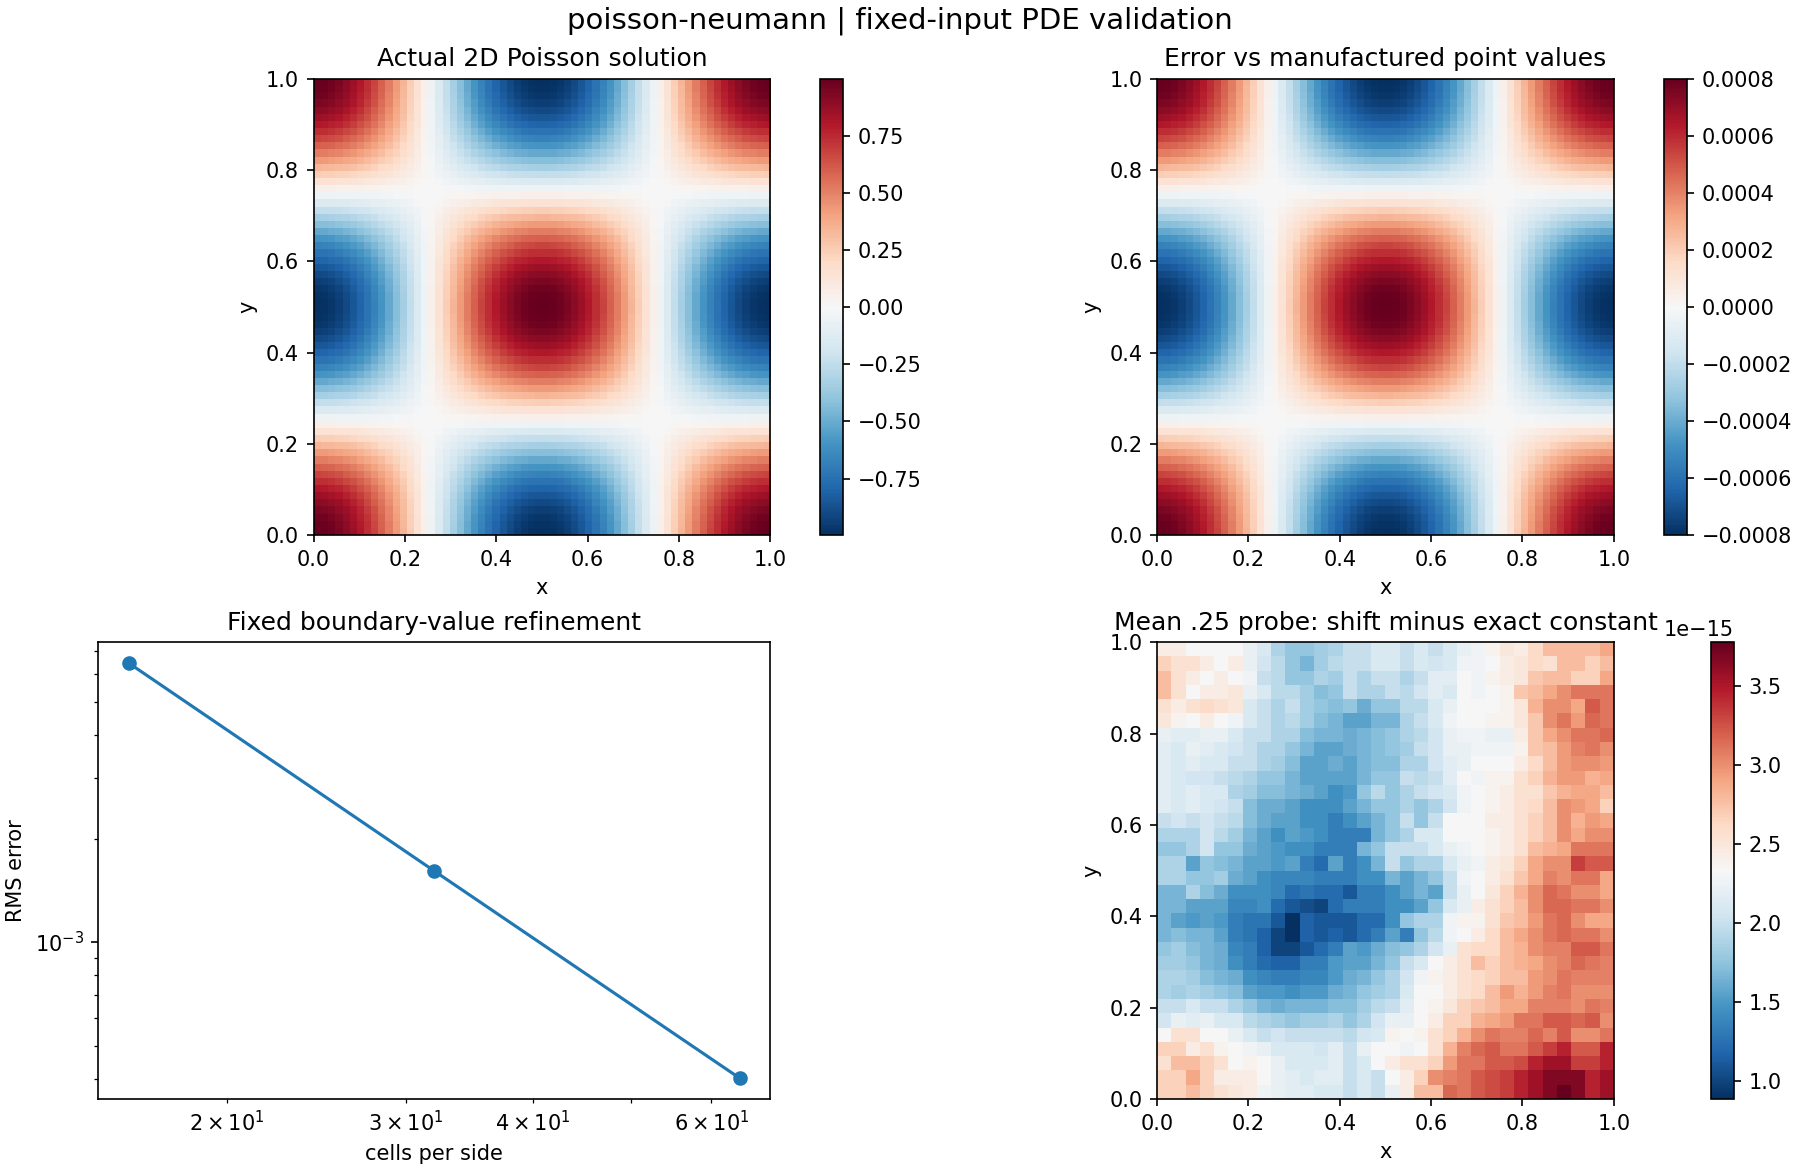 poisson-neumann | fixed-input PDE validation
Actual 2D Poisson solution
1.0
0.8
0.6
0.4
0.2
0.0
y
0.0 0.2 0.4 0.6 0.8 1.0
x
0.75
0.50
0.25
0.00
−0.25
−0.50
−0.75
Error vs manufactured point values
1.0
0.8
0.6
0.4
0.2
0.0
y
0.0 0.2 0.4 0.6 0.8 1.0
x
0.0008
0.0006
0.0004
0.0002
0.0000
−0.0002
−0.0004
−0.0006
−0.0008
Fixed boundary-value refinement
RMS error
10⁻³
2×10¹ 3×10¹ 4×10¹ 6×10¹
cells per side
Mean .25 probe: shift minus exact constant
1e−15
1.0
0.8
0.6
0.4
0.2
0.0
y
0.0 0.2 0.4 0.6 0.8 1.0
x
3.5
3.0
2.5
2.0
1.5
1.0